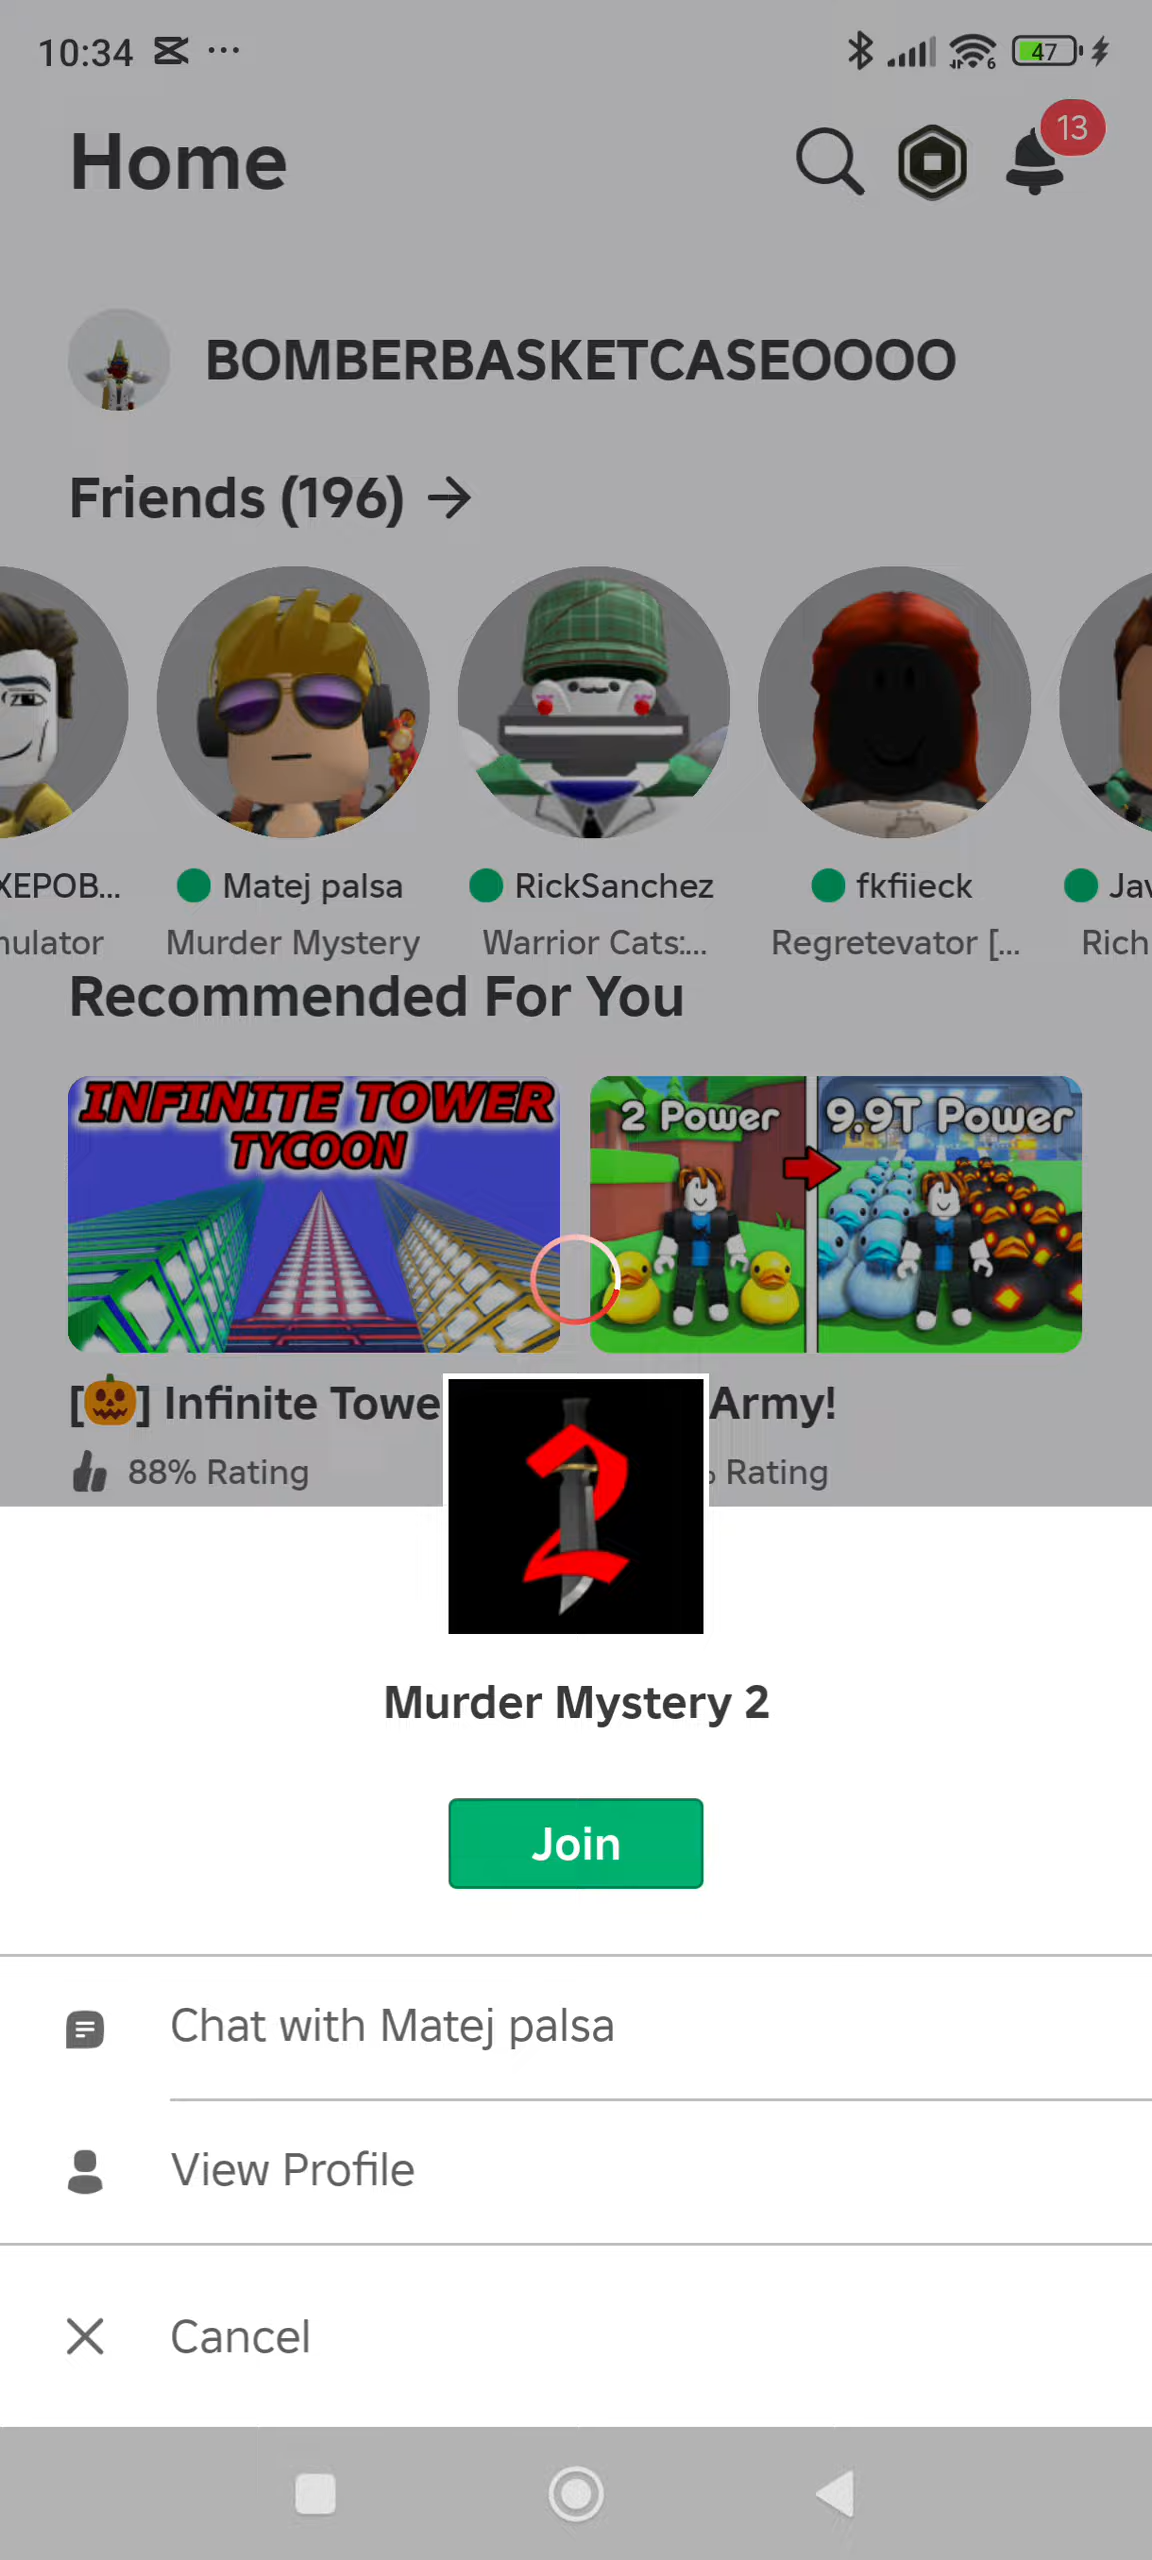 10:34
47
6
Home
13
BOMBERBASKETCASEOOOO
Friends (196)
XEPOB...
Matej palsa
RickSanchez
fkfiieck
Jav
nulator
Murder Mystery
Warrior Cats:...
Regretevator [...
Rich
Recommended For You
INFINITE TOWER
TYCOON
2 Power
9.9T Power
[🎃] Infinite Towe
Army!
88% Rating
% Rating
2
Murder Mystery 2
Join
Chat with Matej palsa
View Profile
Cancel